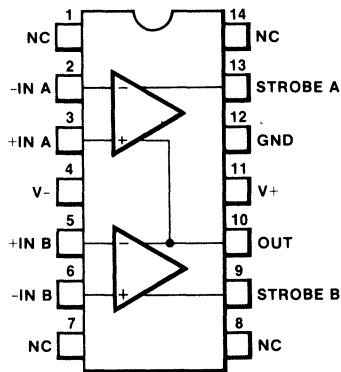 1 14
NC NC
2 13
-IN A − STROBE A
3 12
+IN A + GND
4 11
V- V+
5 10
+IN B − OUT
6 9
-IN B + STROBE B
7 8
NC NC